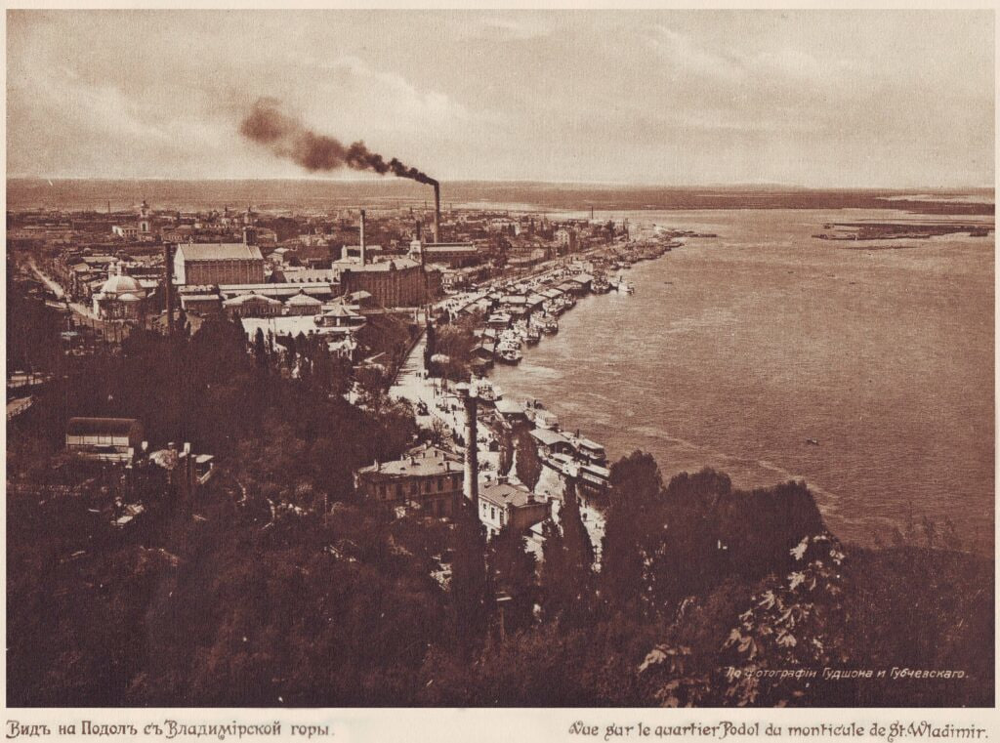 По фотографіи Гудшона и Губчевскаго.
Видъ на Подолъ съ Владимірской горы.
Vue sur le quartier Podol du monticule de St. Wladimir.